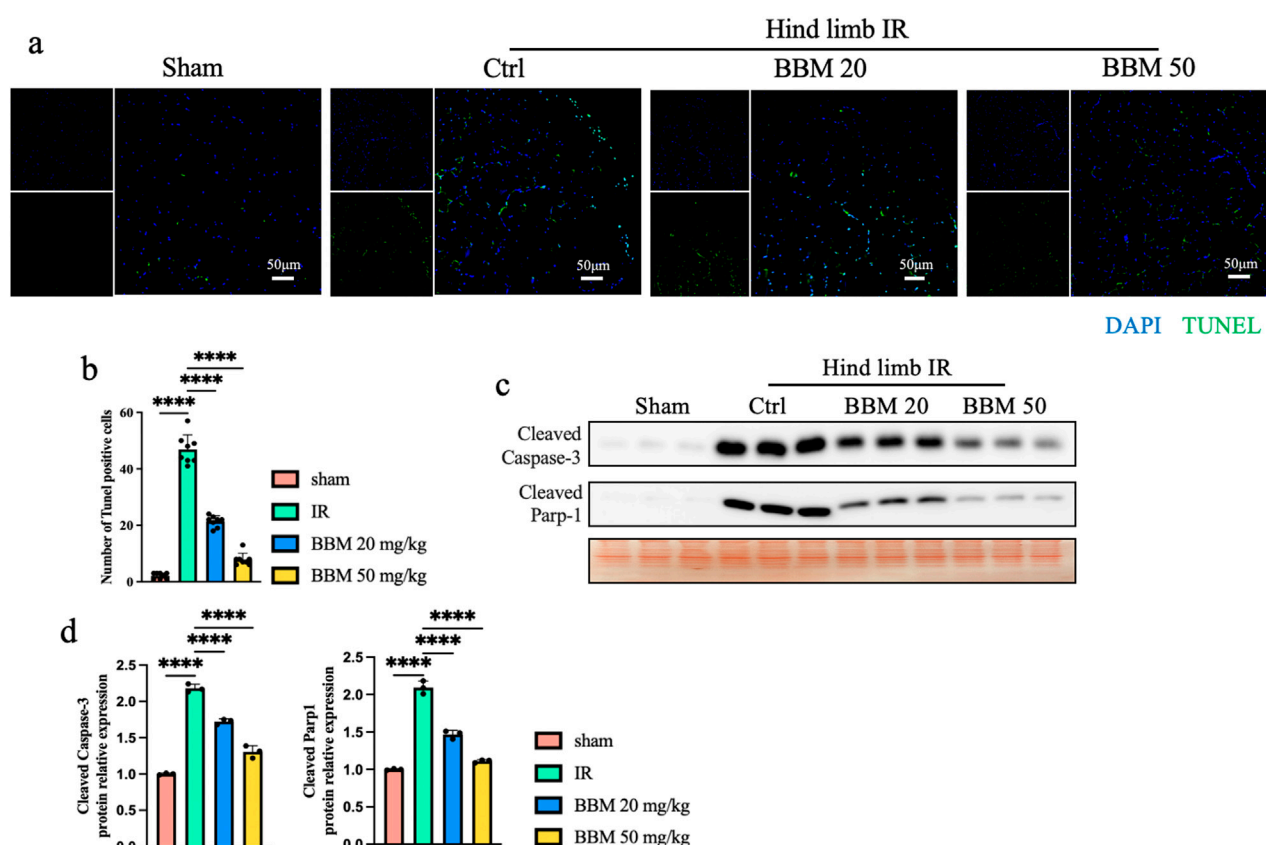 a
Hind limb IR
Sham
Ctrl
BBM 20
BBM 50
50μm
50μm
50μm
50μm
DAPI TUNEL
b
****
****
****
Number of Tunel positive cells
60
40
20
0
sham
IR
BBM 20 mg/kg
BBM 50 mg/kg
c
Hind limb IR
Sham
Ctrl
BBM 20
BBM 50
Cleaved
Caspase-3
Cleaved
Parp-1
d
****
****
****
Cleaved Caspase-3
protein relative expression
2.5
2.0
1.5
1.0
0.5
0.0
****
****
****
Cleaved Parp1
protein relative expression
2.5
2.0
1.5
1.0
0.5
0.0
sham
IR
BBM 20 mg/kg
BBM 50 mg/kg